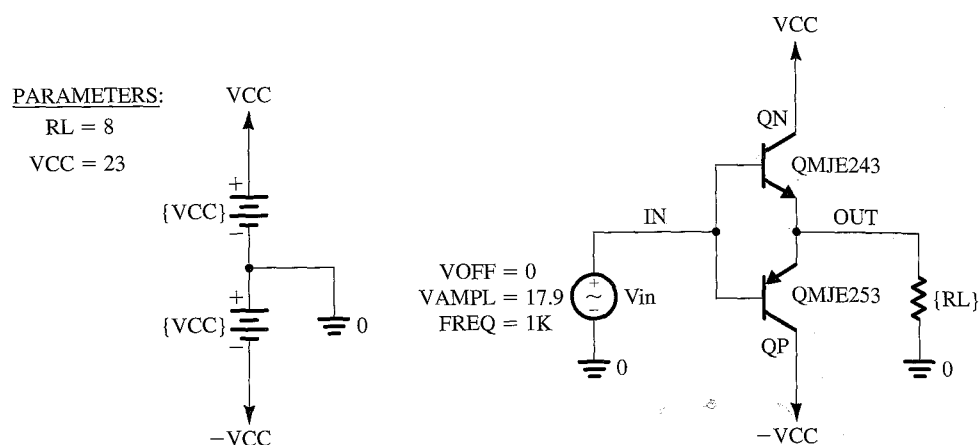 PARAMETERS:
RL = 8
VCC = 23
VCC
+
{VCC}
−
+
{VCC}
−
0
−VCC
VCC
QN
QMJE243
IN
OUT
VOFF = 0
VAMPL = 17.9
FREQ = 1K
+
~
−
Vin
0
QMJE253
QP
{RL}
0
−VCC